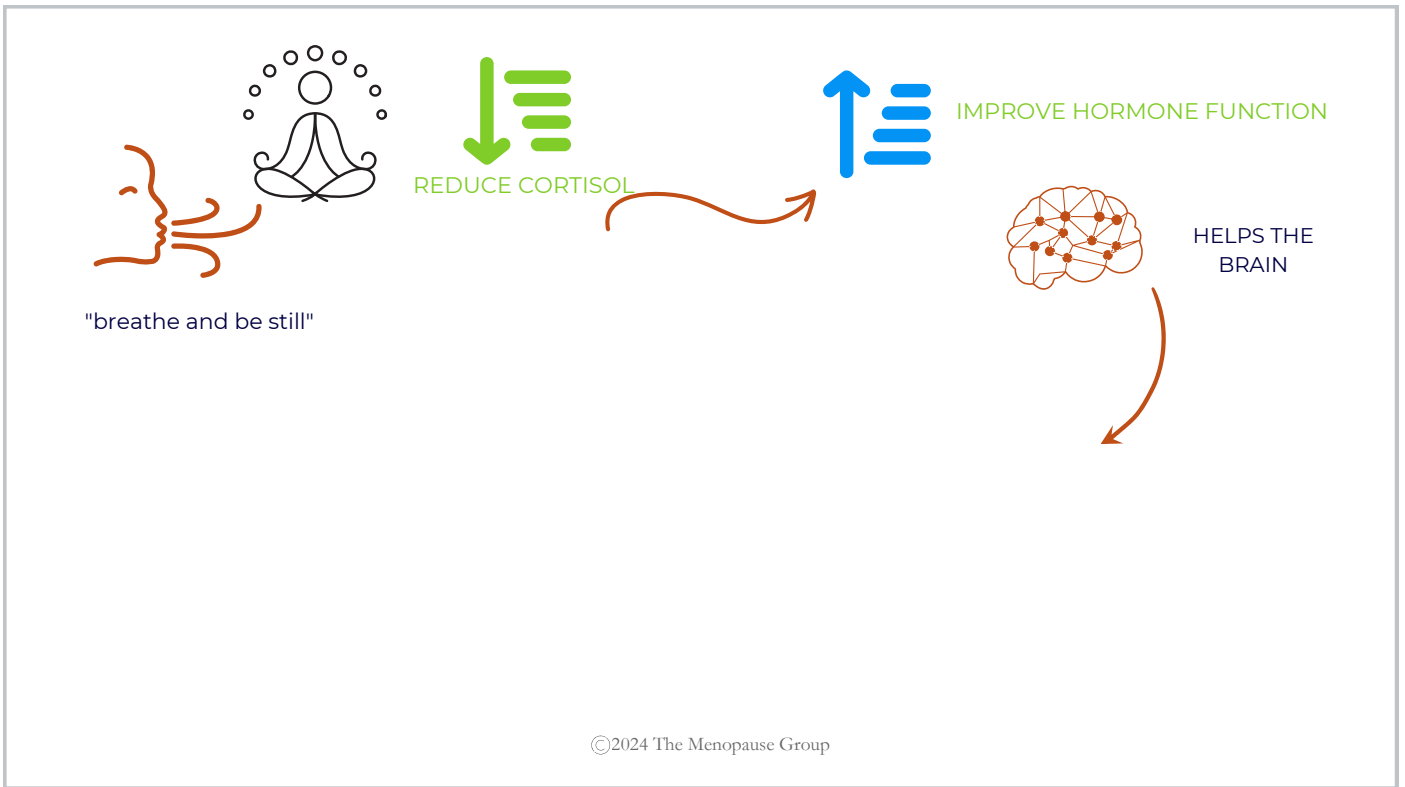 IMPROVE HORMONE FUNCTION
REDUCE CORTISOL
HELPS THE
BRAIN
"breathe and be still"
©2024 The Menopause Group